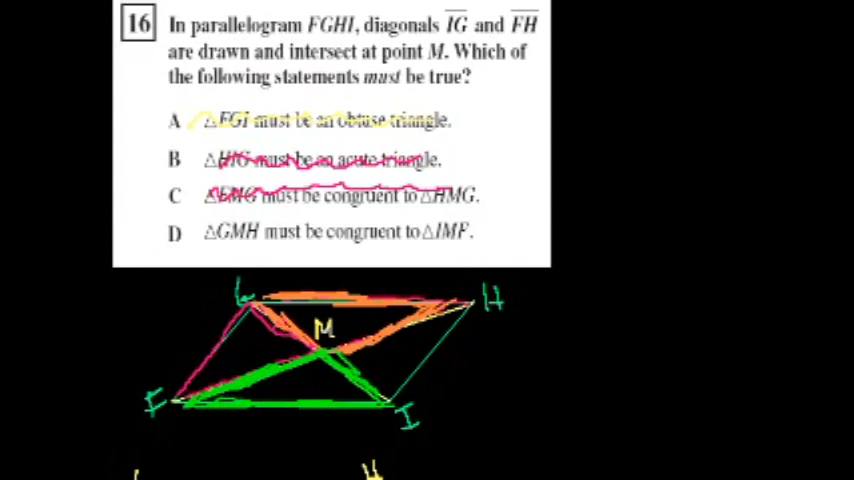 16 In parallelogram FGHI, diagonals IG and FH
are drawn and intersect at point M. Which of
the following statements must be true?
A △FGI must be an obtuse triangle.
B △HIG must be an acute triangle.
C △FMG must be congruent to △HMG.
D △GMH must be congruent to △IMF.
H
M
F
I
H